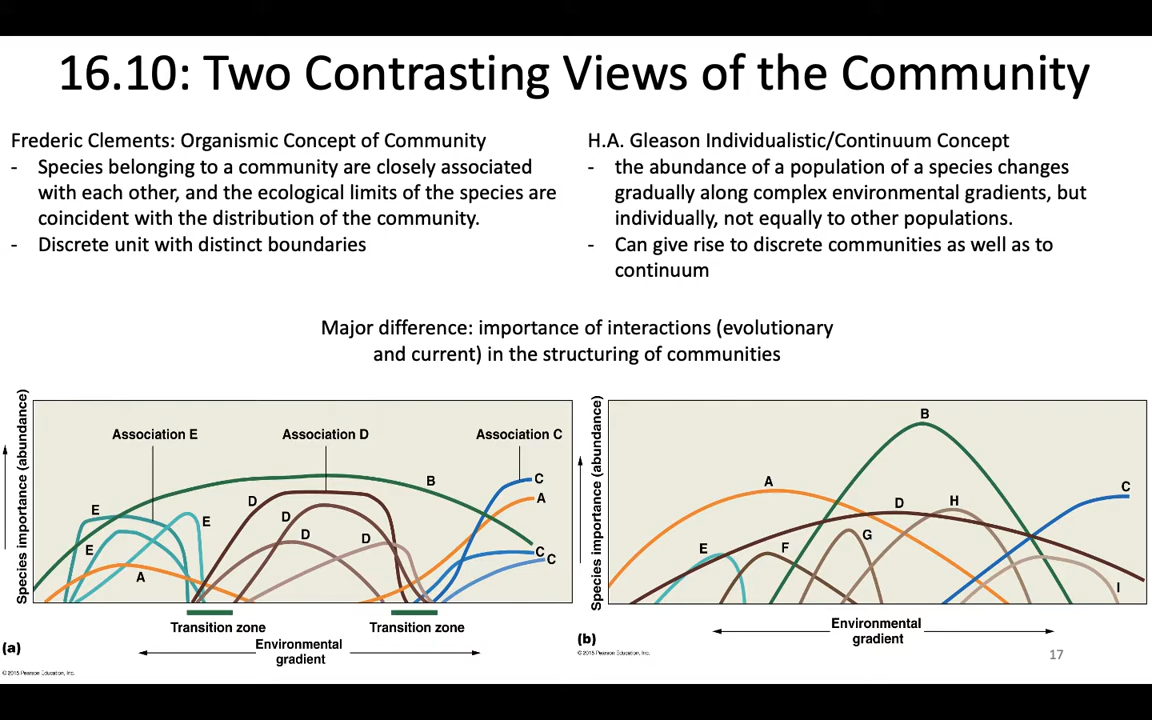 16.10: Two Contrasting Views of the Community
Frederic Clements: Organismic Concept of Community
- Species belonging to a community are closely associated
with each other, and the ecological limits of the species are
coincident with the distribution of the community.
- Discrete unit with distinct boundaries
H.A. Gleason Individualistic/Continuum Concept
- the abundance of a population of a species changes
gradually along complex environmental gradients, but
individually, not equally to other populations.
- Can give rise to discrete communities as well as to
continuum
Major difference: importance of interactions (evolutionary
and current) in the structuring of communities
Species importance (abundance)
Association E
Association D
Association C
E
E
E
A
D
D
D
D
B
C
A
C
C
Transition zone
Transition zone
Environmental
gradient
(a)
© 2015 Pearson Education, Inc.
Species importance (abundance)
B
A
D
H
C
E
F
G
I
Environmental
gradient
(b)
© 2015 Pearson Education, Inc.
17